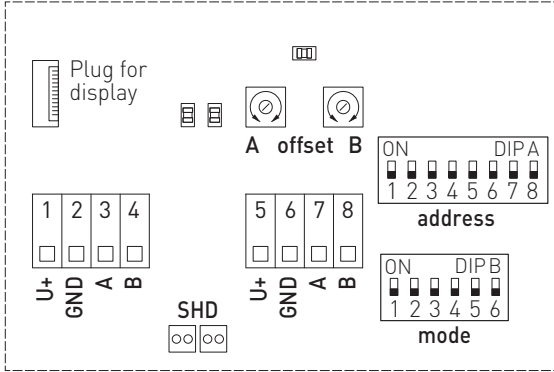 Plug for
display
A offset B
ON DIP A
1 2 3 4 5 6 7 8
address
1 2 3 4
U+ GND A B
5 6 7 8
U+ GND A B
SHD
ON DIP B
1 2 3 4 5 6
mode